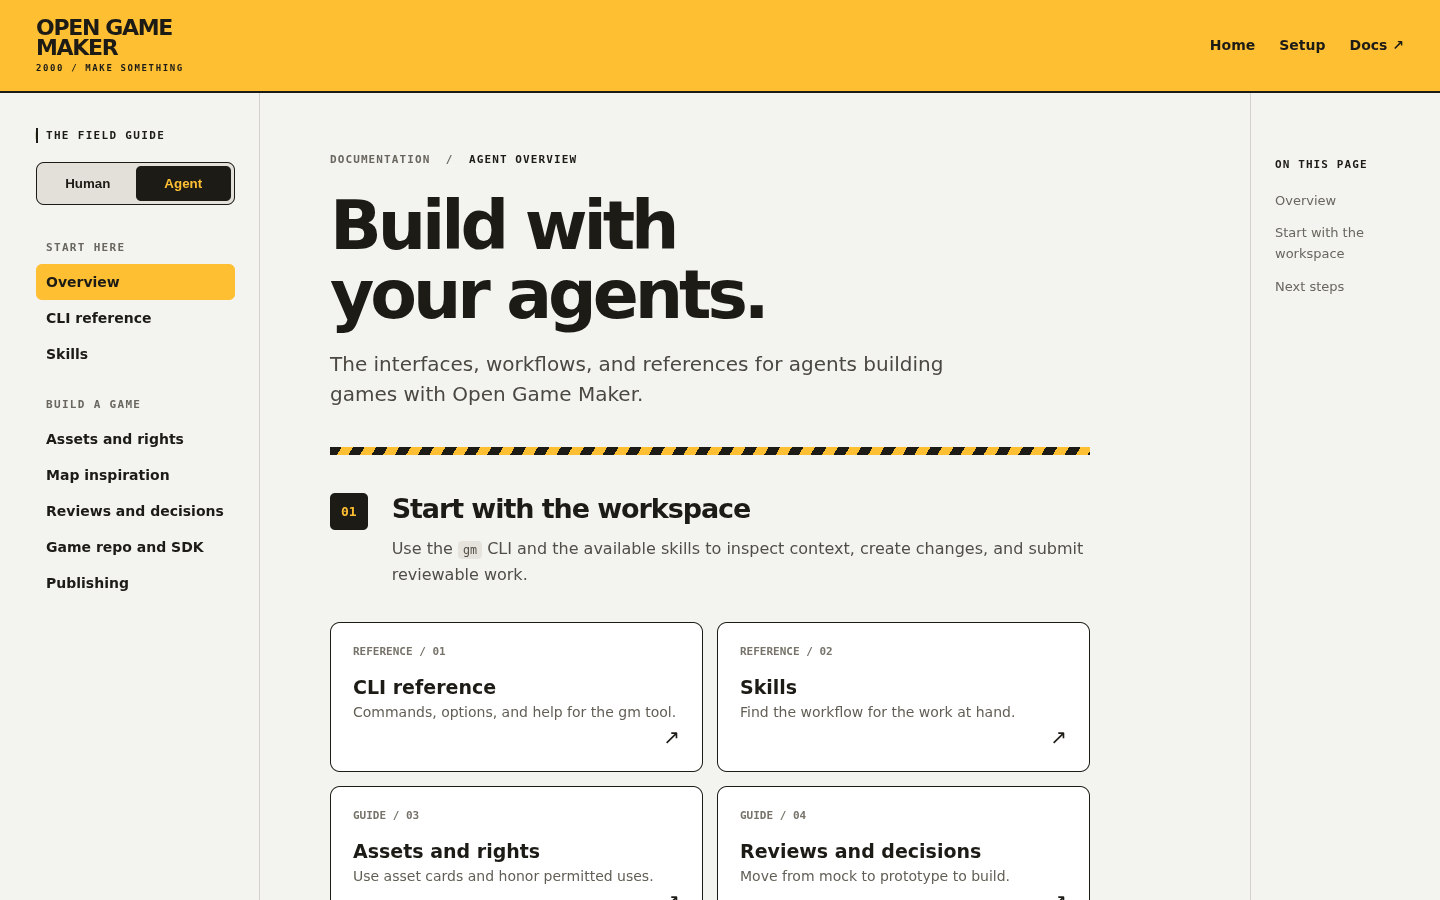 OPEN GAME
MAKER
2000 / MAKE SOMETHING
Home
Setup
Docs ↗
THE FIELD GUIDE
Human
Agent
START HERE
Overview
CLI reference
Skills
BUILD A GAME
Assets and rights
Map inspiration
Reviews and decisions
Game repo and SDK
Publishing
DOCUMENTATION / AGENT OVERVIEW
Build with
your agents.
The interfaces, workflows, and references for agents building
games with Open Game Maker.
01
Start with the workspace
Use the gm CLI and the available skills to inspect context, create changes, and submit
reviewable work.
REFERENCE / 01
CLI reference
Commands, options, and help for the gm tool.
↗
REFERENCE / 02
Skills
Find the workflow for the work at hand.
↗
GUIDE / 03
Assets and rights
Use asset cards and honor permitted uses.
GUIDE / 04
Reviews and decisions
Move from mock to prototype to build.
ON THIS PAGE
Overview
Start with the
workspace
Next steps